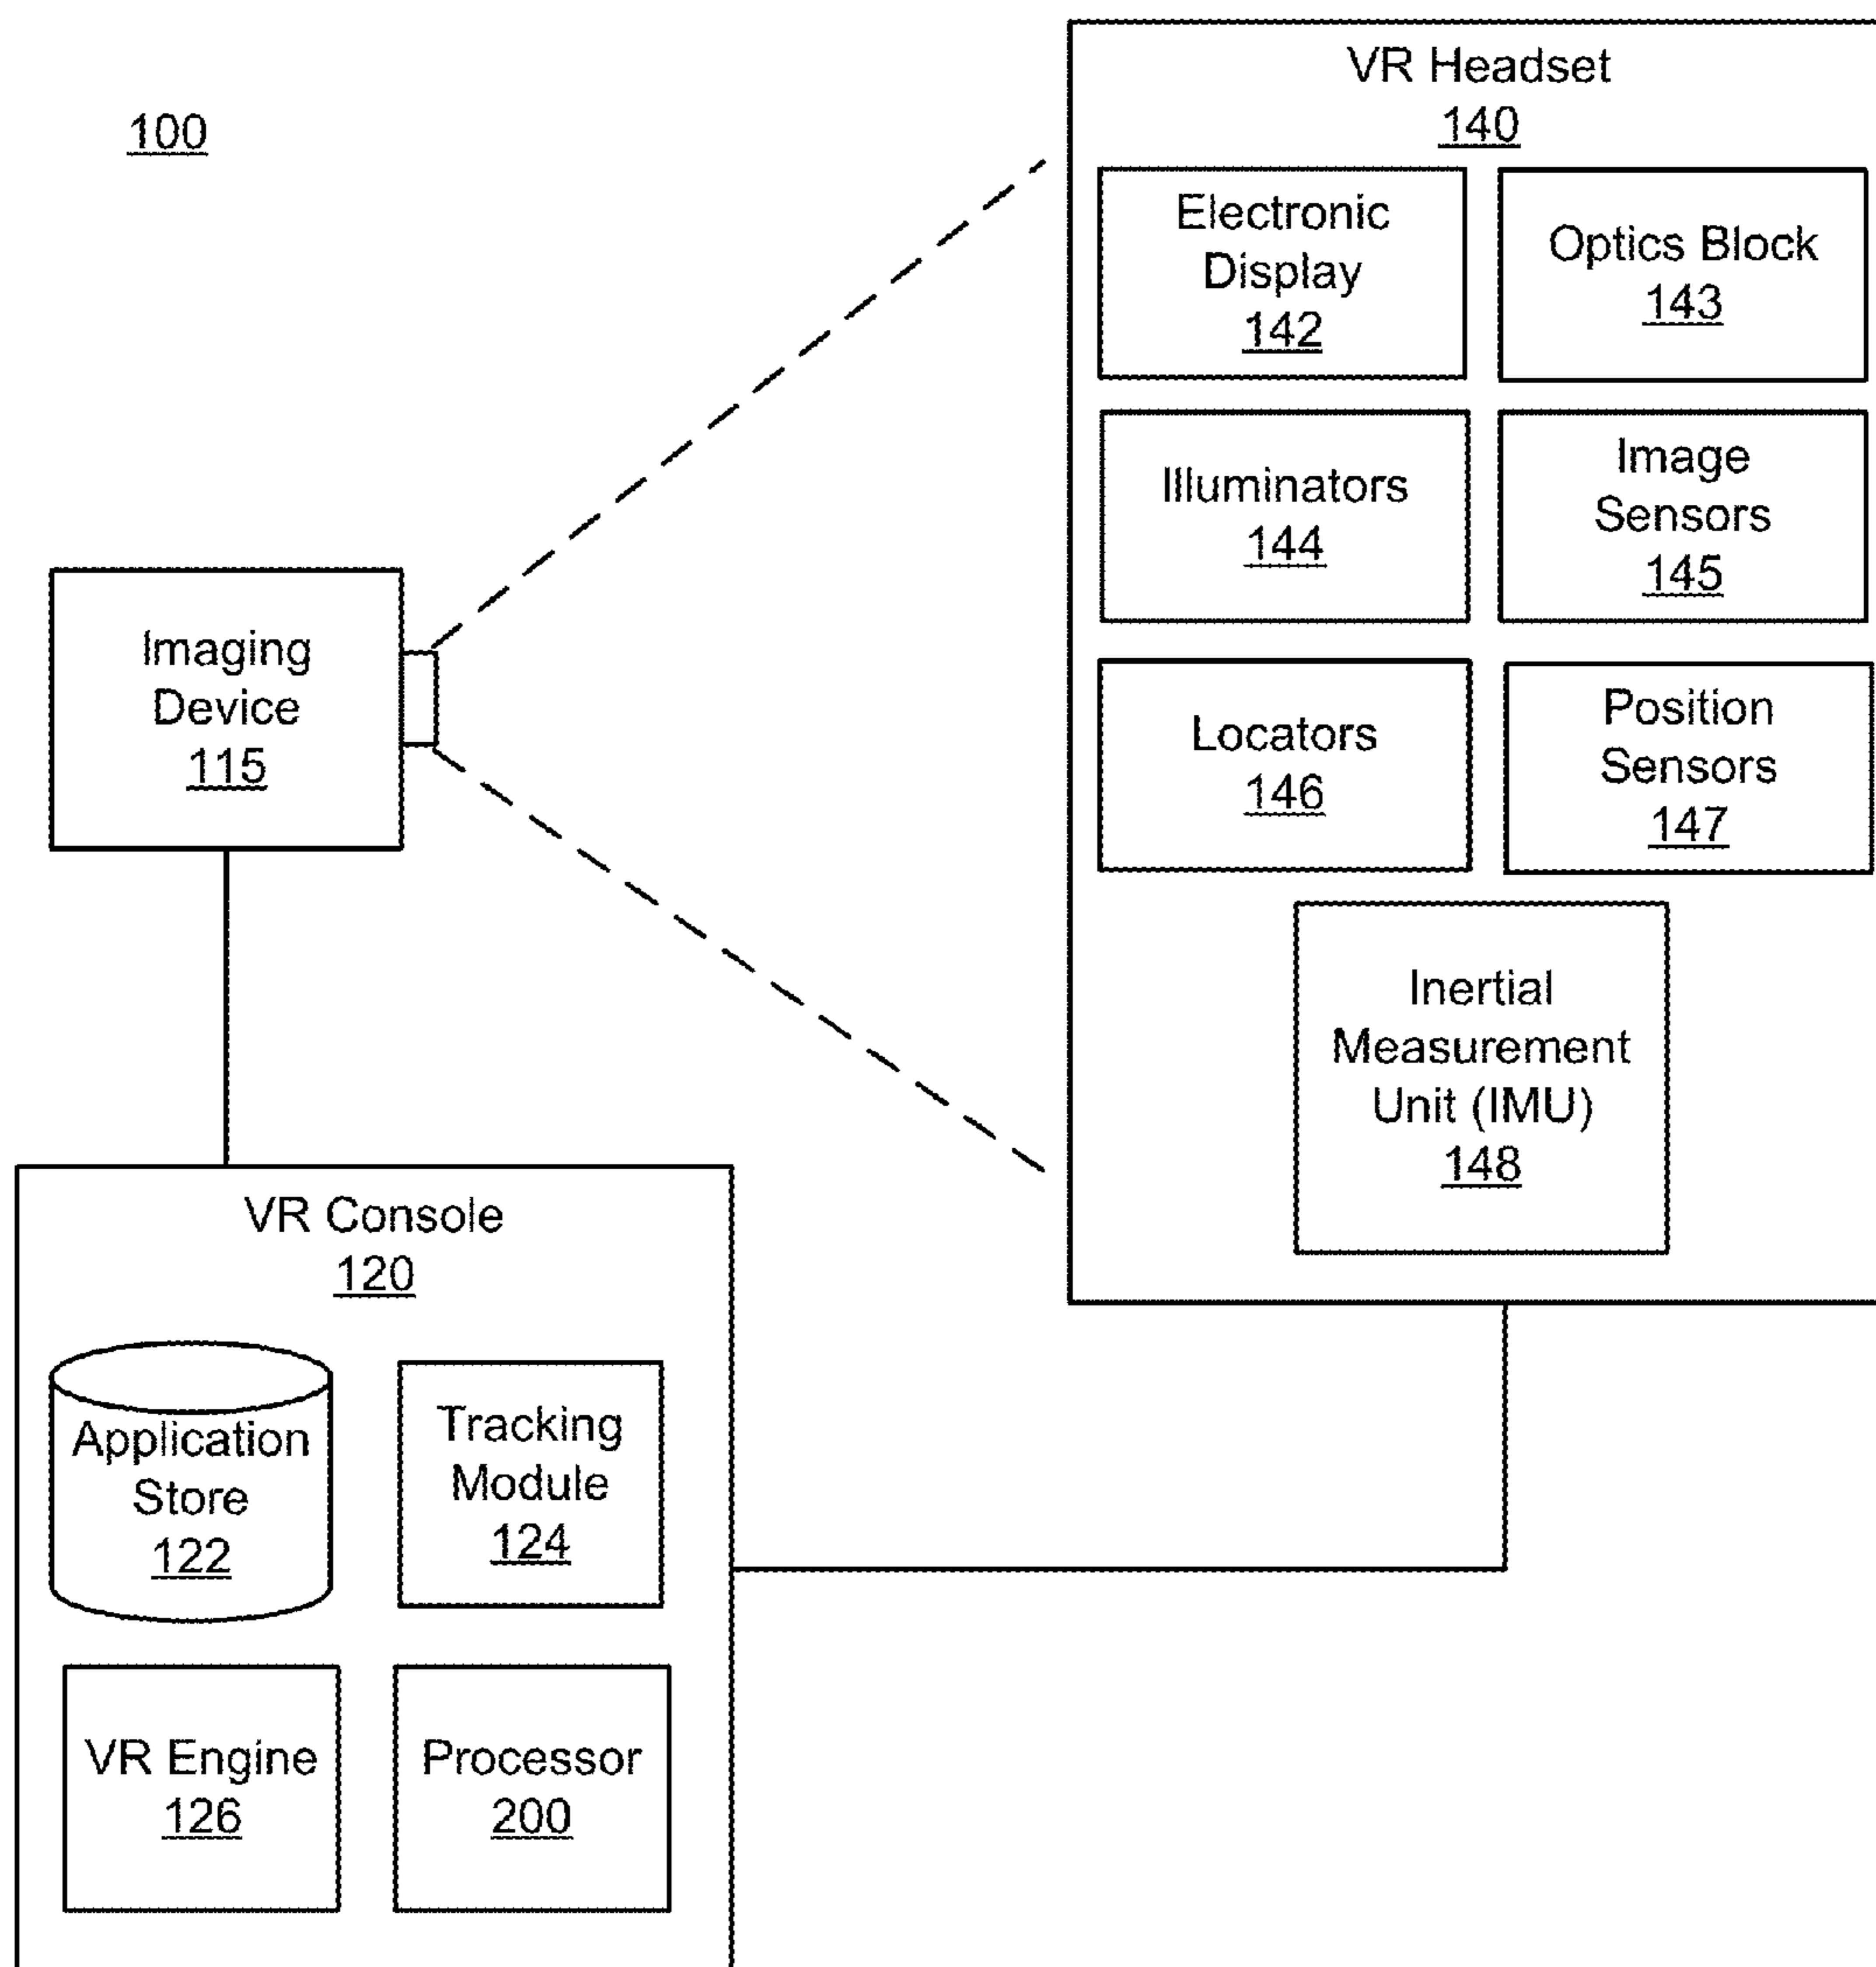 100
VR Headset
140
Electronic
Display
142
Optics Block
143
Illuminators
144
Image
Sensors
145
Locators
146
Position
Sensors
147
Inertial
Measurement
Unit (IMU)
148
Imaging
Device
115
VR Console
120
Application
Store
122
Tracking
Module
124
VR Engine
126
Processor
200